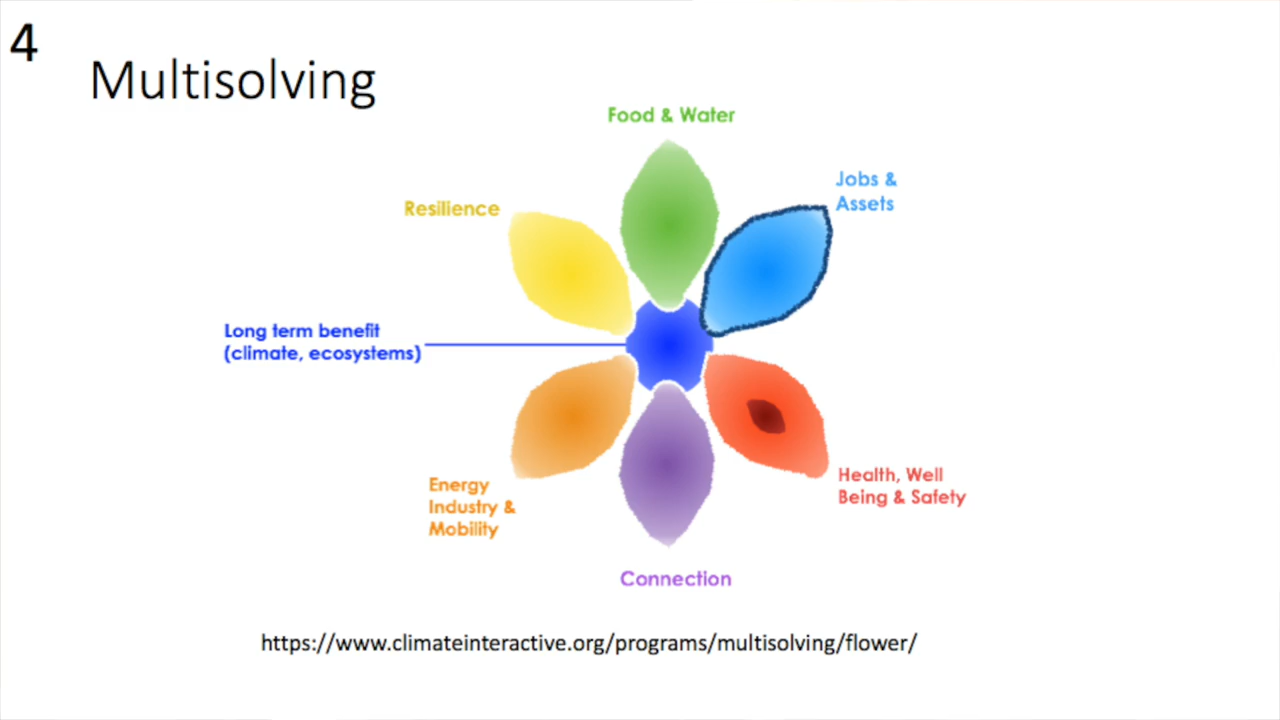 4
Multisolving
Food & Water
Jobs &
Assets
Resilience
Long term benefit
(climate, ecosystems)
Health, Well
Being & Safety
Energy
Industry &
Mobility
Connection
https://www.climateinteractive.org/programs/multisolving/flower/